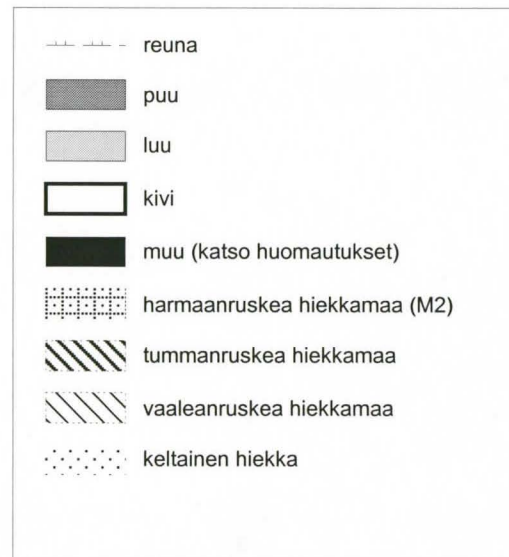 reuna
puu
luu
kivi
muu (katso huomautukset)
harmaanruskea hiekkamaa (M2)
tummanruskea hiekkamaa
vaaleanruskea hiekkamaa
keltainen hiekka